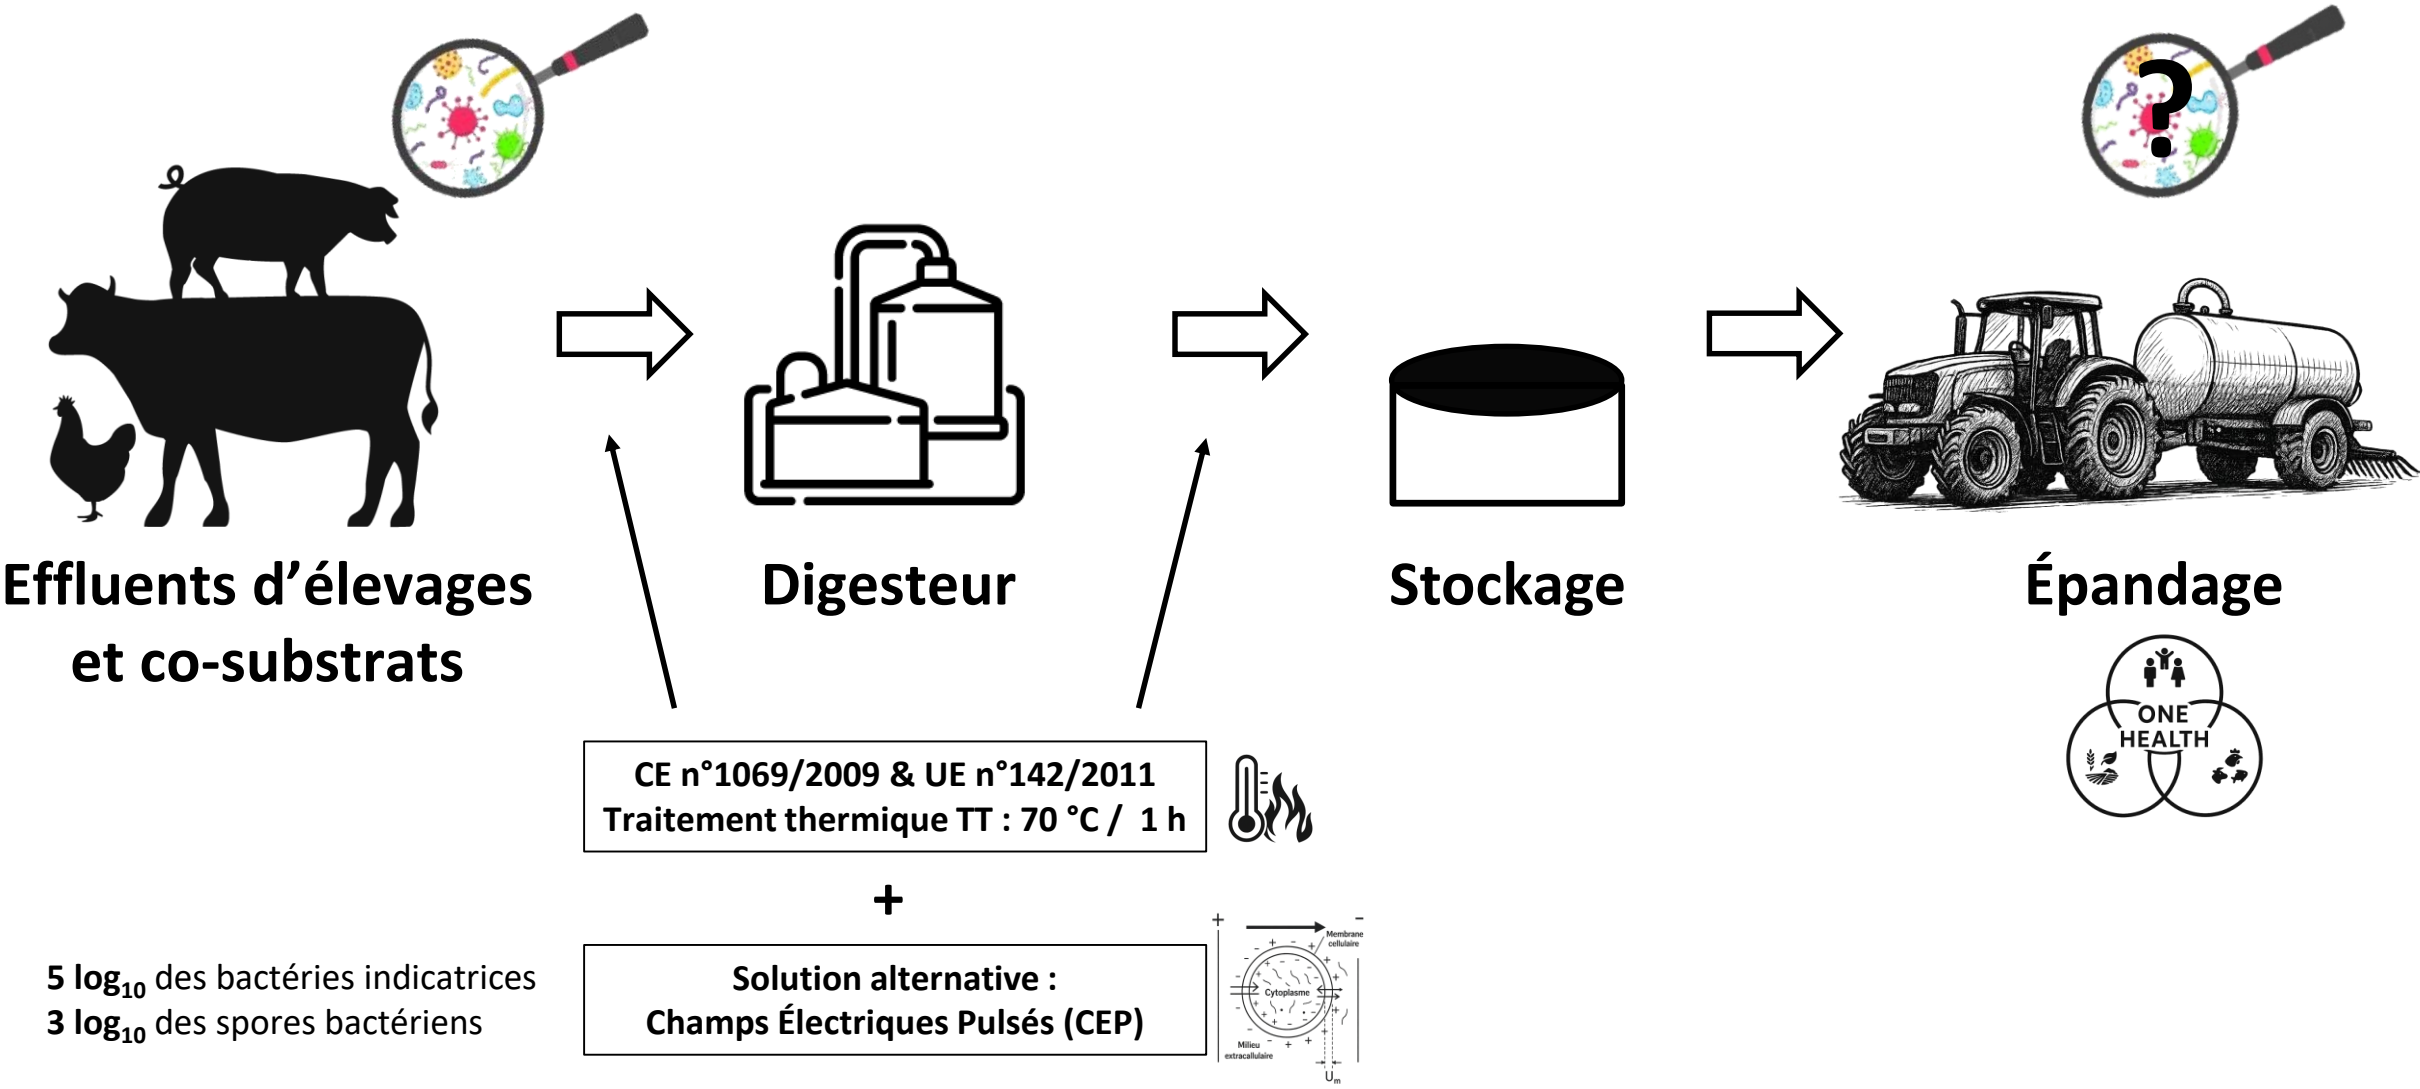 ?
Effluents d’élevages
et co-substrats
Digesteur
Stockage
Épandage
ONE
HEALTH
CE n°1069/2009 & UE n°142/2011
Traitement thermique TT : 70 °C / 1 h
+
5 log10 des bactéries indicatrices
3 log10 des spores bactériens
Solution alternative :
Champs Électriques Pulsés (CEP)
+ -
Membrane
cellulaire
Cytoplasme
Milieu
extracallulaire
Um